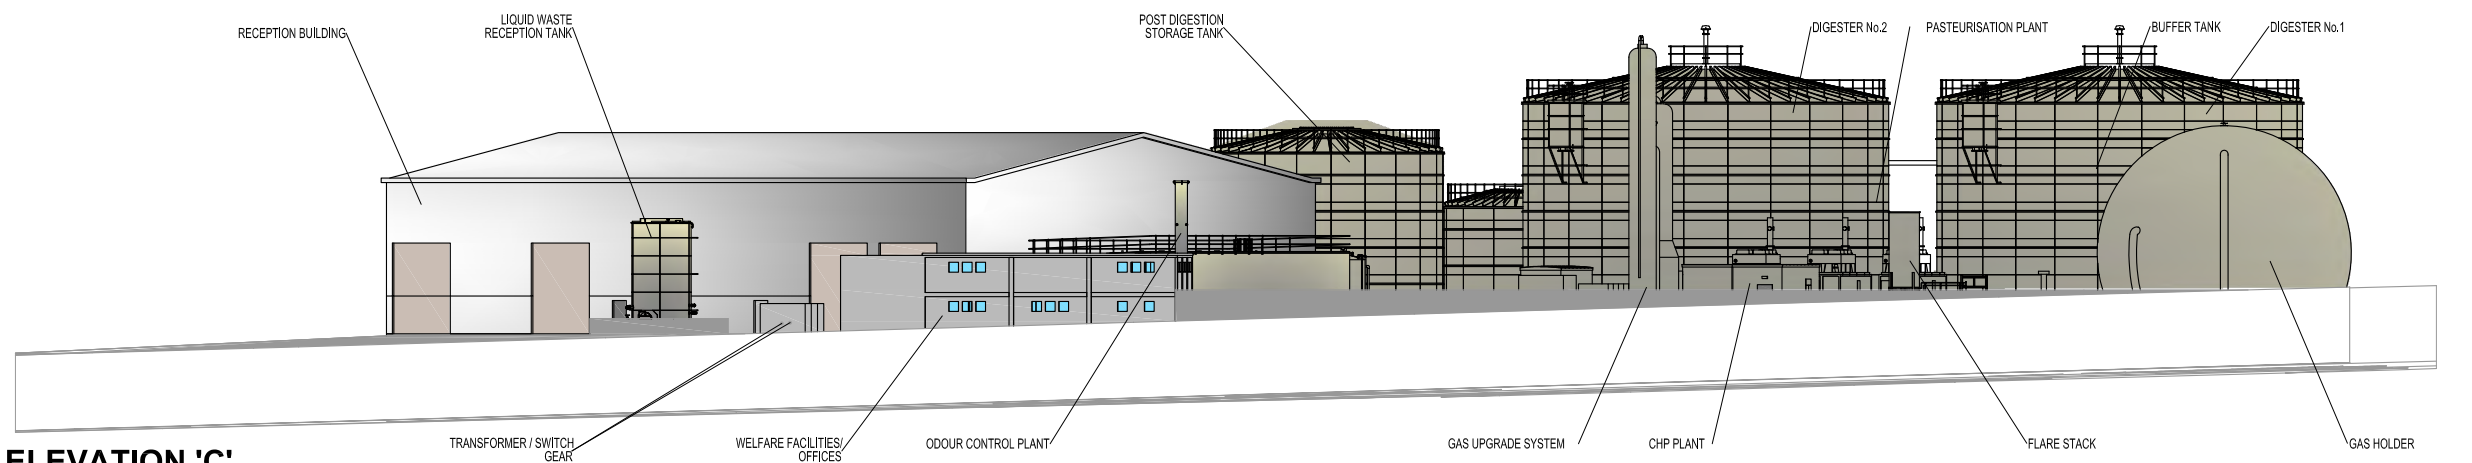 LIQUID WASTE
RECEPTION TANK
RECEPTION BUILDING
POST DIGESTION
STORAGE TANK
DIGESTER No.2
PASTEURISATION PLANT
BUFFER TANK
DIGESTER No.1
TRANSFORMER / SWITCH
GEAR
WELFARE FACILITIES/
OFFICES
ODOUR CONTROL PLANT
GAS UPGRADE SYSTEM
CHP PLANT
FLARE STACK
GAS HOLDER
ELEVATION 'C'